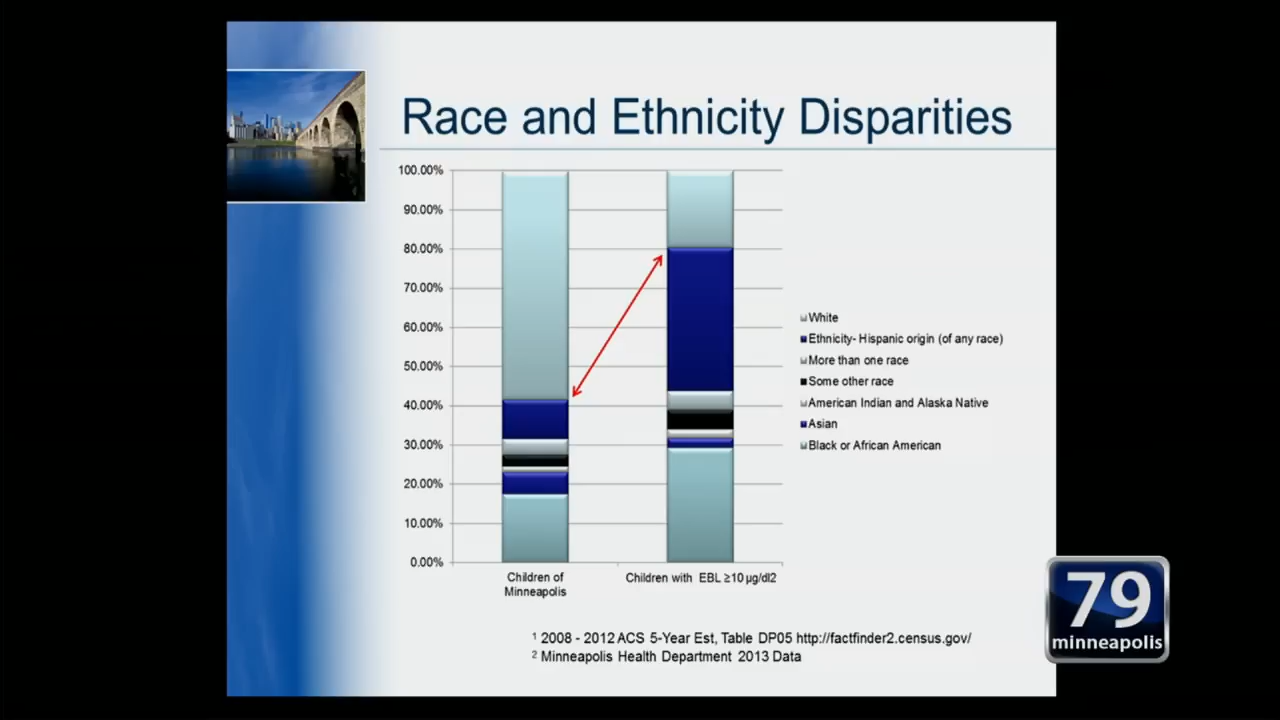 Race and Ethnicity Disparities
100.00%
90.00%
80.00%
70.00%
60.00%
50.00%
40.00%
30.00%
20.00%
10.00%
0.00%
Children of
Minneapolis
Children with EBL ≥10 µg/dl2
White
Ethnicity- Hispanic origin (of any race)
More than one race
Some other race
American Indian and Alaska Native
Asian
Black or African American
1 2008 - 2012 ACS 5-Year Est, Table DP05 http://factfinder2.census.gov/
2 Minneapolis Health Department 2013 Data
79
minneapolis